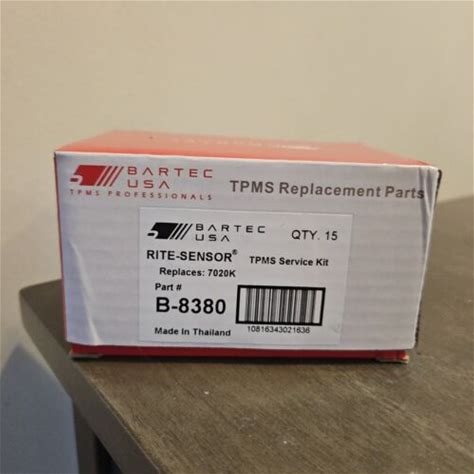 BARTEC
USA
TPMS PROFESSIONALS
TPMS Replacement Parts
BARTEC
USA
QTY. 15
RITE-SENSOR® TPMS Service Kit
Replaces: 7020K
Part #
B-8380
10816343021636
Made In Thailand